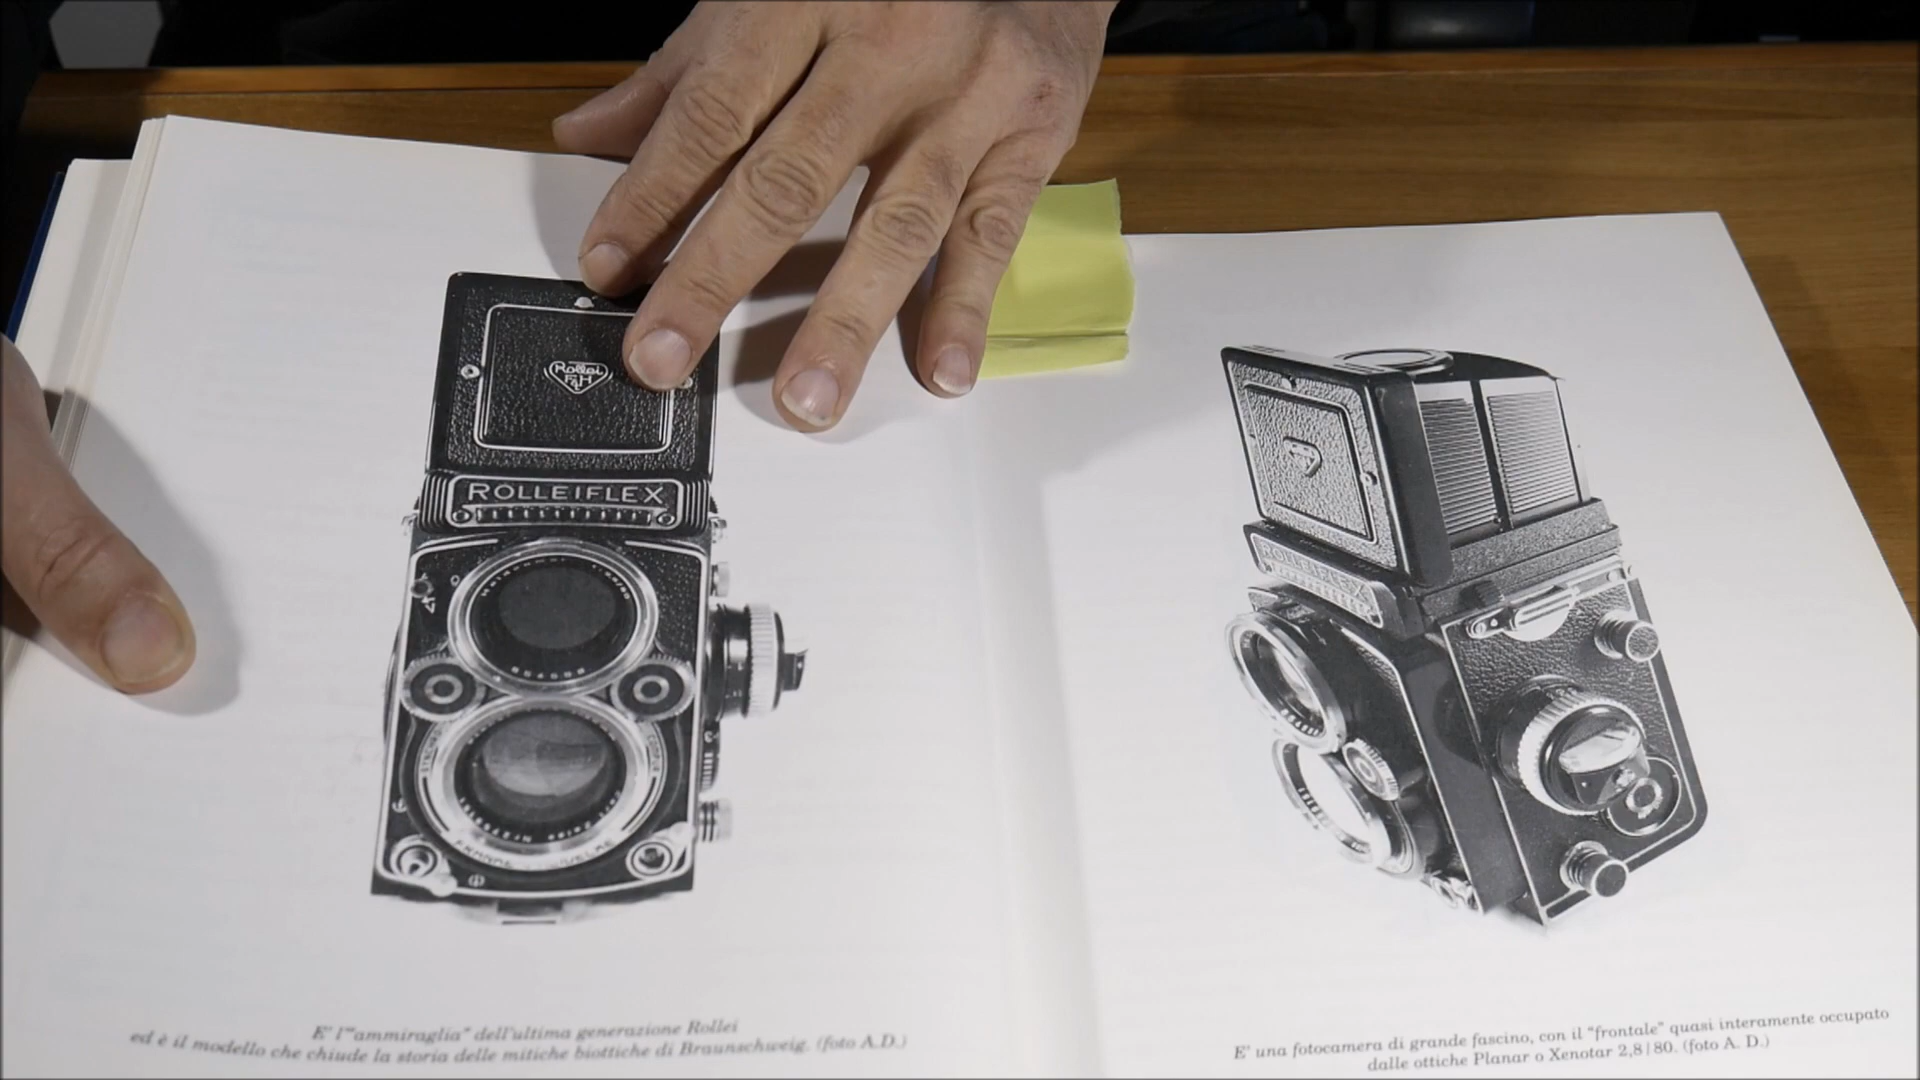 Rollei
F&H
ROLLEIFLEX
E' l'"ammiraglia" dell'ultima generazione Rollei
ed è il modello che chiude la storia delle mitiche biottiche di Braunschweig. (foto A.D.)
ROLLEIFLEX
E' una fotocamera di grande fascino, con il "frontale" quasi interamente occupato
dalle ottiche Planar o Xenotar 2,8/80. (foto A. D.)